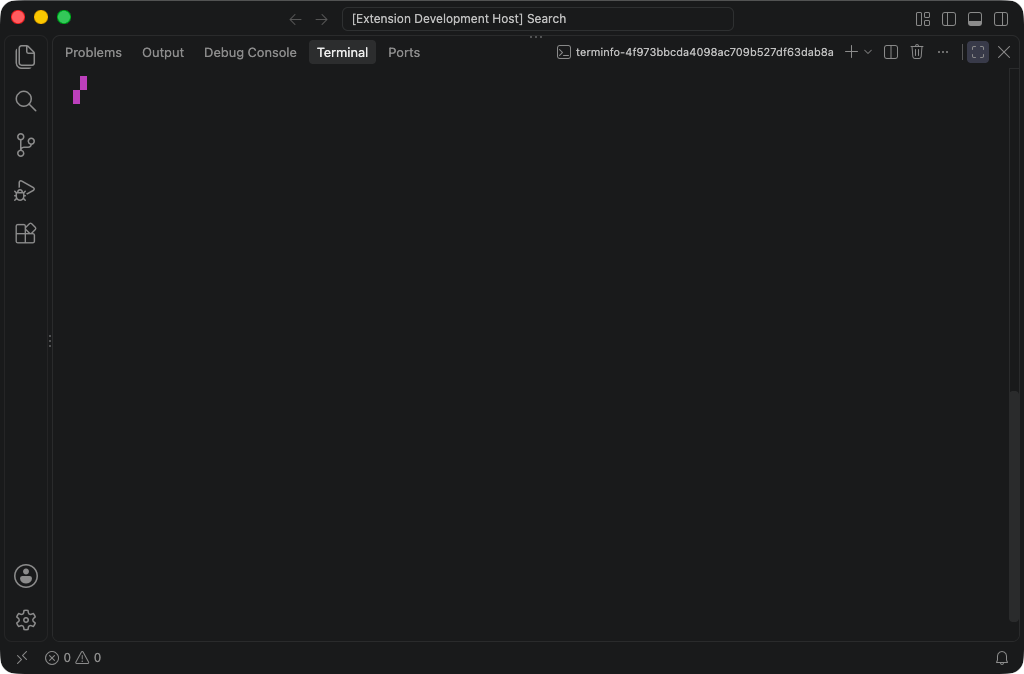 [Extension Development Host] Search
Problems Output Debug Console Terminal Ports terminfo-4f973bbcda4098ac709b527df63dab8a
0 0